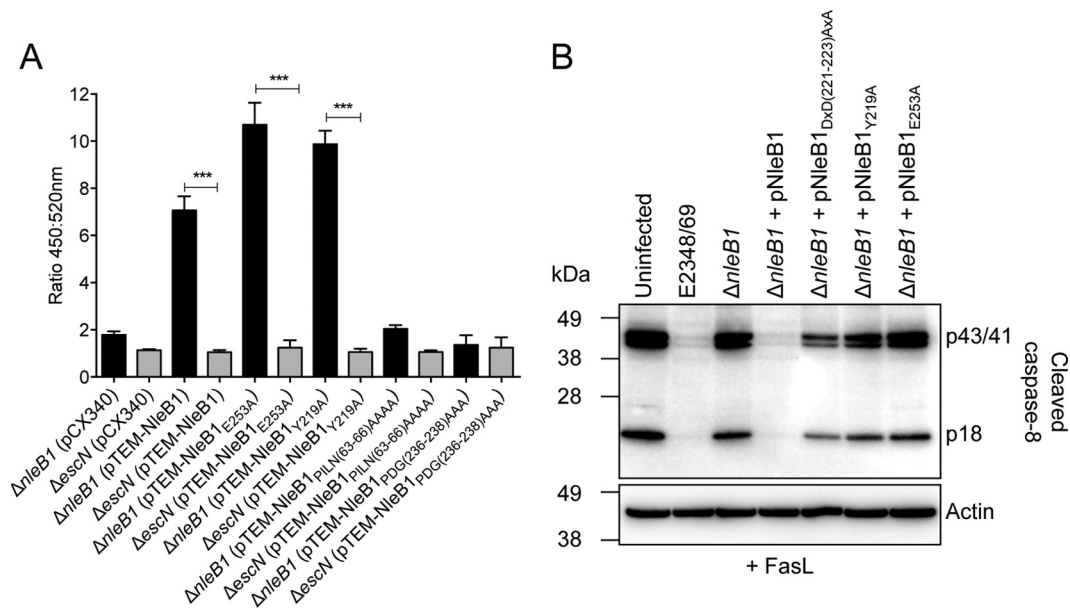 A
Ratio 450:520nm
12
10
8
6
4
2
0
***
***
***
ΔnleB1 (pCX340)
ΔescN (pCX340)
ΔnleB1 (pTEM-NleB1)
ΔescN (pTEM-NleB1)
ΔnleB1 (pTEM-NleB1E253A)
ΔescN (pTEM-NleB1E253A)
ΔnleB1 (pTEM-NleB1Y219A)
ΔescN (pTEM-NleB1Y219A)
ΔnleB1 (pTEM-NleB1PILN(63-66)AAAA)
ΔescN (pTEM-NleB1PILN(63-66)AAAA)
ΔnleB1 (pTEM-NleB1PDG(236-238)AAA)
ΔescN (pTEM-NleB1PDG(236-238)AAA)
B
Uninfected
E2348/69
ΔnleB1
ΔnleB1 + pNleB1
ΔnleB1 + pNleB1DxD(221-223)AxA
ΔnleB1 + pNleB1Y219A
ΔnleB1 + pNleB1E253A
kDa
49
38
28
p43/41
p18
Cleaved
caspase-8
49
38
Actin
+ FasL